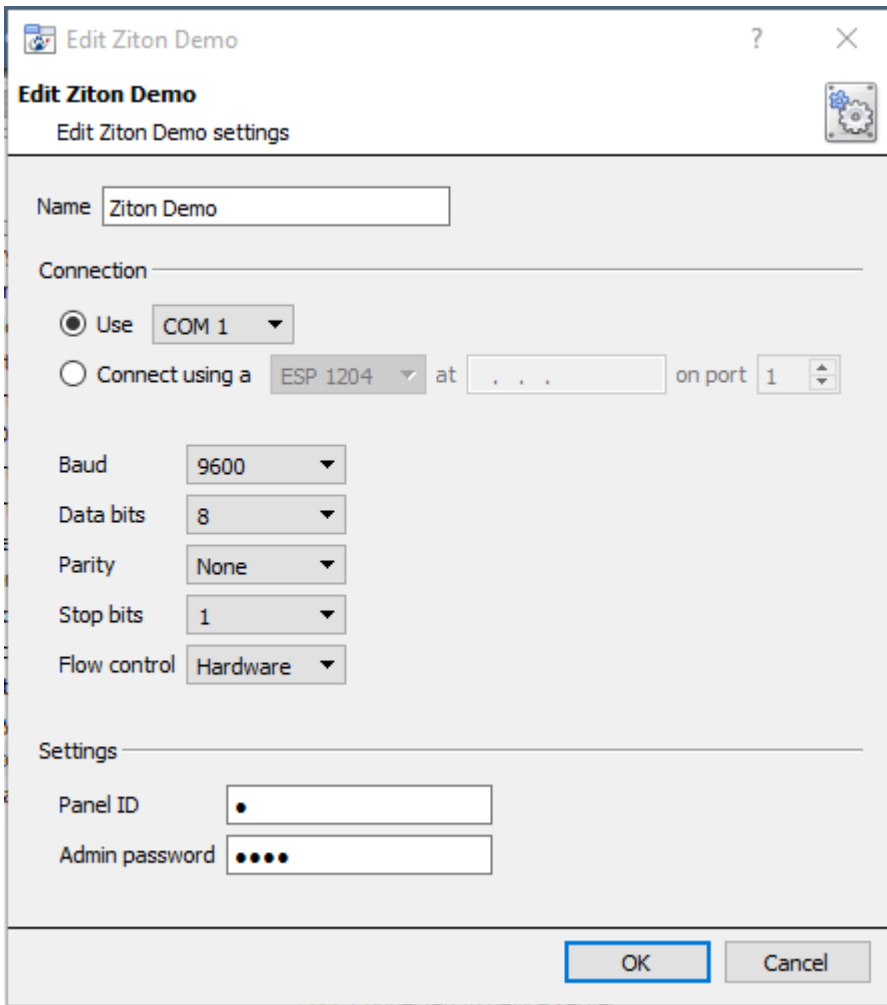 Edit Ziton Demo ?
Edit Ziton Demo
Edit Ziton Demo settings
Name Ziton Demo
Connection
Use COM 1
Connect using a ESP 1204 at . . . on port 1
Baud 9600
Data bits 8
Parity None
Stop bits 1
Flow control Hardware
Settings
Panel ID ●
Admin password ●●●●
OK Cancel